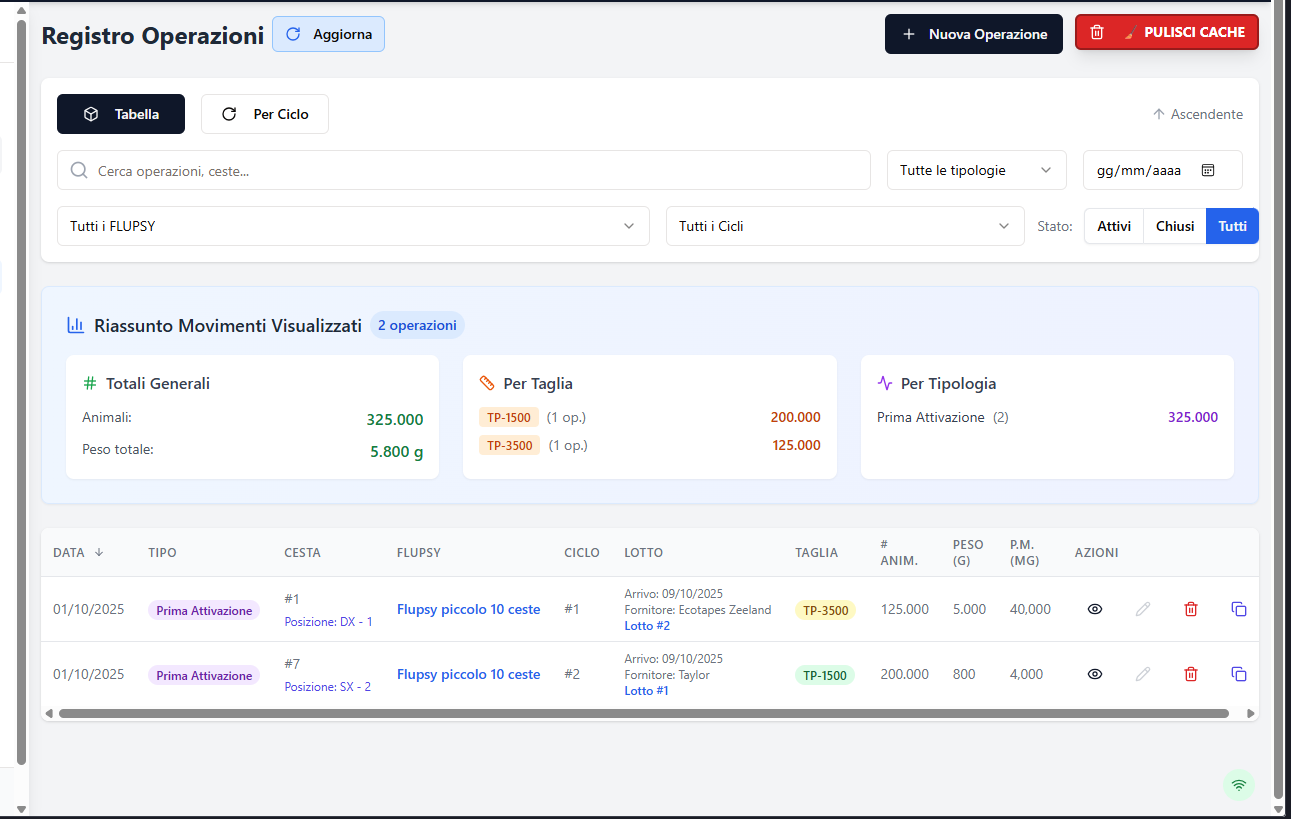 Registro Operazioni Aggiorna Nuova Operazione PULISCI CACHE
Tabella Per Ciclo Ascendente
Cerca operazioni, ceste... Tutte le tipologie gg/mm/aaaa
Tutti i FLUPSY Tutti i Cicli Stato: Attivi Chiusi Tutti
Riassunto Movimenti Visualizzati 2 operazioni
Totali Generali
Animali: 325.000
Peso totale: 5.800 g
Per Taglia
TP-1500 (1 op.) 200.000
TP-3500 (1 op.) 125.000
Per Tipologia
Prima Attivazione (2) 325.000
DATA TIPO CESTA FLUPSY CICLO LOTTO TAGLIA # ANIM. PESO (G) P.M. (MG) AZIONI
01/10/2025 Prima Attivazione #1 Flupsy piccolo 10 ceste #1 Arrivo: 09/10/2025 TP-3500 125.000 5.000 40,000
Posizione: DX - 1 Fornitore: Ecotapes Zeeland
Lotto #2
01/10/2025 Prima Attivazione #7 Flupsy piccolo 10 ceste #2 Arrivo: 09/10/2025 TP-1500 200.000 800 4,000
Posizione: SX - 2 Fornitore: Taylor
Lotto #1